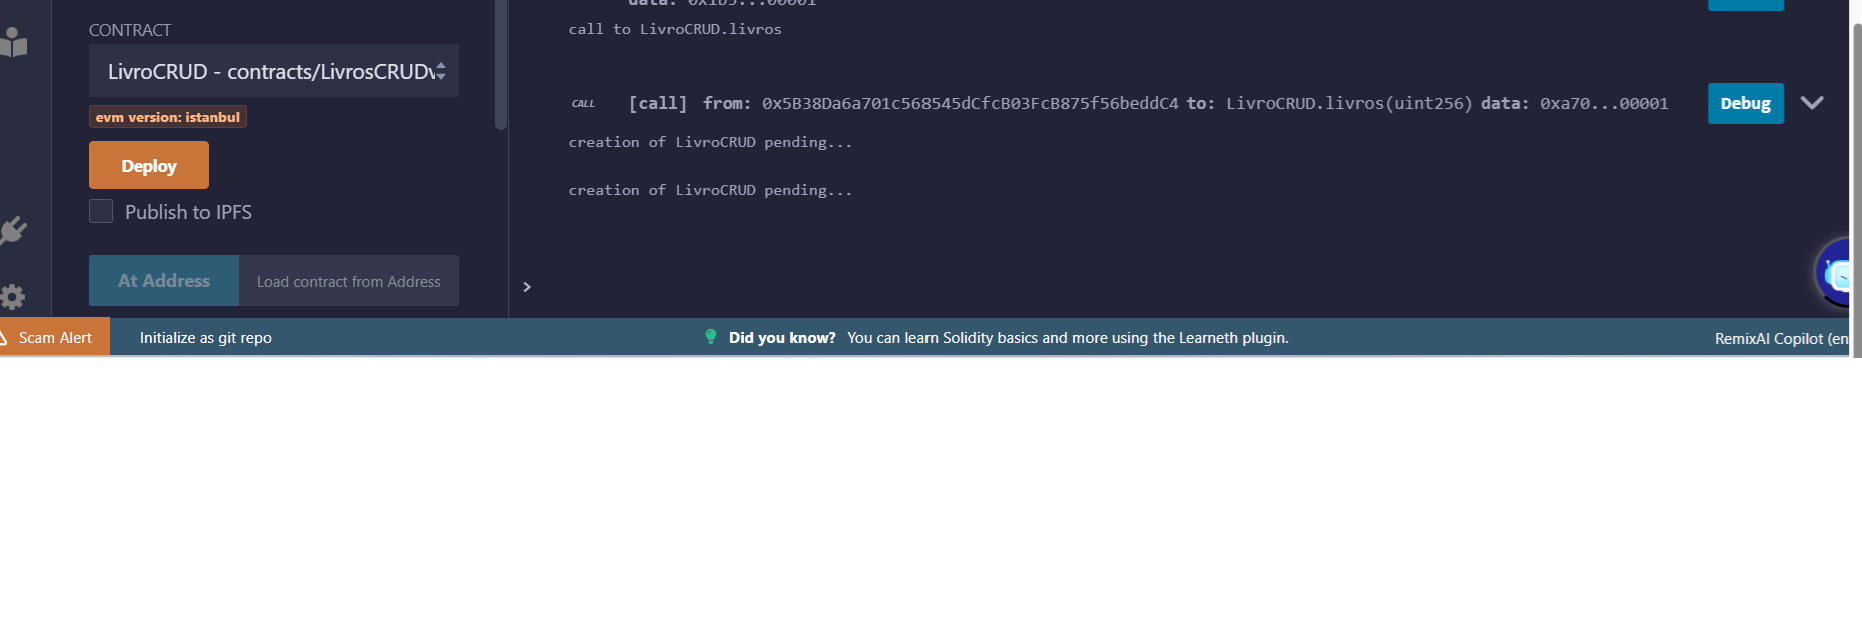 CONTRACT
LivroCRUD - contracts/LivrosCRUDv
evm version: istanbul
Deploy
Publish to IPFS
At Address
Load contract from Address
data: 0x1b5...00001
call to LivroCRUD.livros
CALL [call] from: 0x5B38Da6a701c568545dCfcB03FcB875f56beddC4 to: LivroCRUD.livros(uint256) data: 0xa70...00001
Debug
creation of LivroCRUD pending...
creation of LivroCRUD pending...
>
Scam Alert
Initialize as git repo
Did you know? You can learn Solidity basics and more using the Learneth plugin.
RemixAI Copilot (en